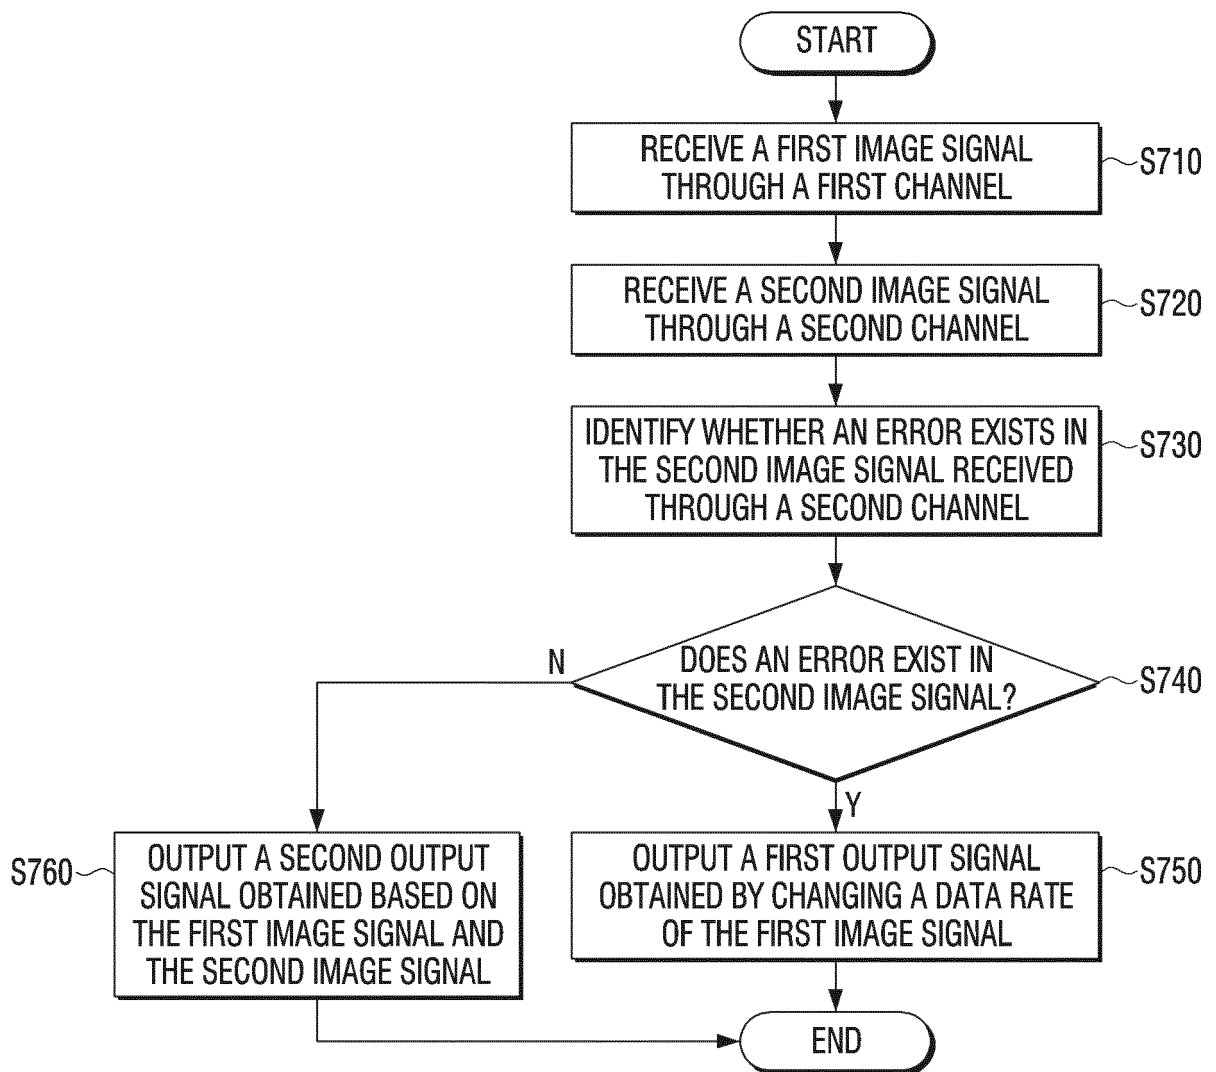 START
RECEIVE A FIRST IMAGE SIGNAL
THROUGH A FIRST CHANNEL
S710
RECEIVE A SECOND IMAGE SIGNAL
THROUGH A SECOND CHANNEL
S720
IDENTIFY WHETHER AN ERROR EXISTS IN
THE SECOND IMAGE SIGNAL RECEIVED
THROUGH A SECOND CHANNEL
S730
DOES AN ERROR EXIST IN
THE SECOND IMAGE SIGNAL?
S740
N
Y
S760
OUTPUT A SECOND OUTPUT
SIGNAL OBTAINED BASED ON
THE FIRST IMAGE SIGNAL AND
THE SECOND IMAGE SIGNAL
OUTPUT A FIRST OUTPUT SIGNAL
OBTAINED BY CHANGING A DATA RATE
OF THE FIRST IMAGE SIGNAL
S750
END